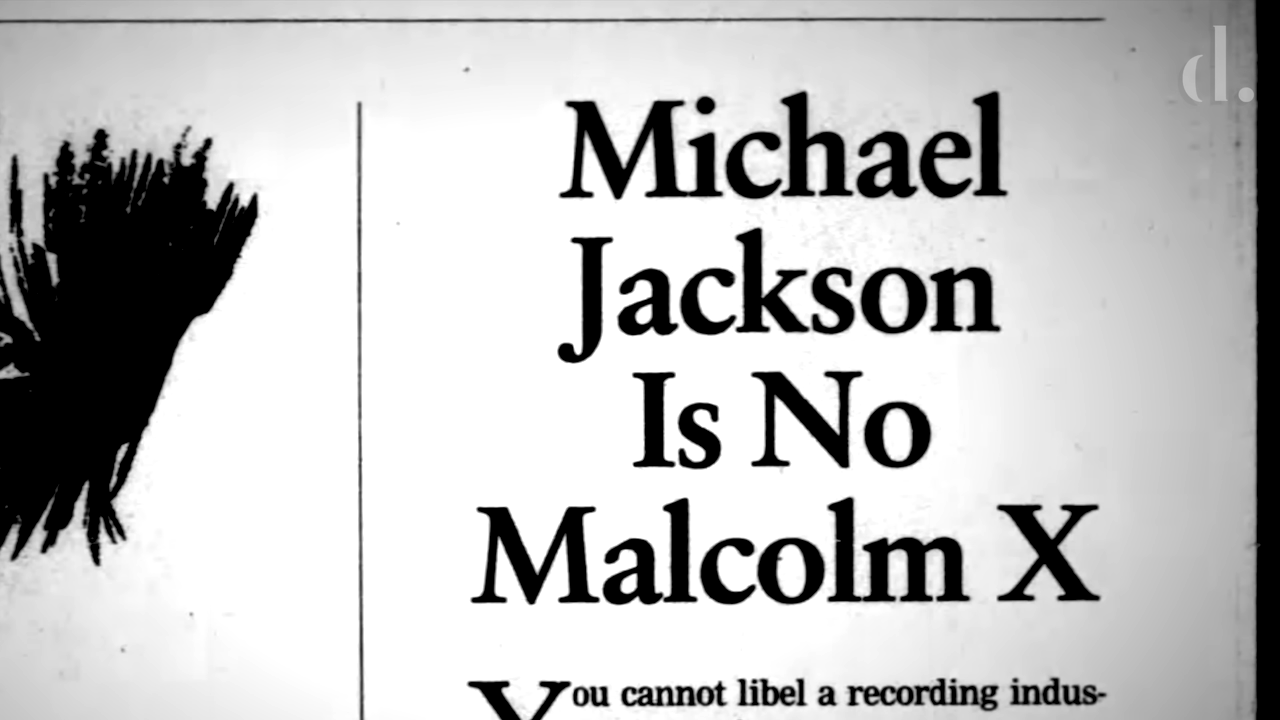 d.
Michael
Jackson
Is No
Malcolm X
You cannot libel a recording indus-